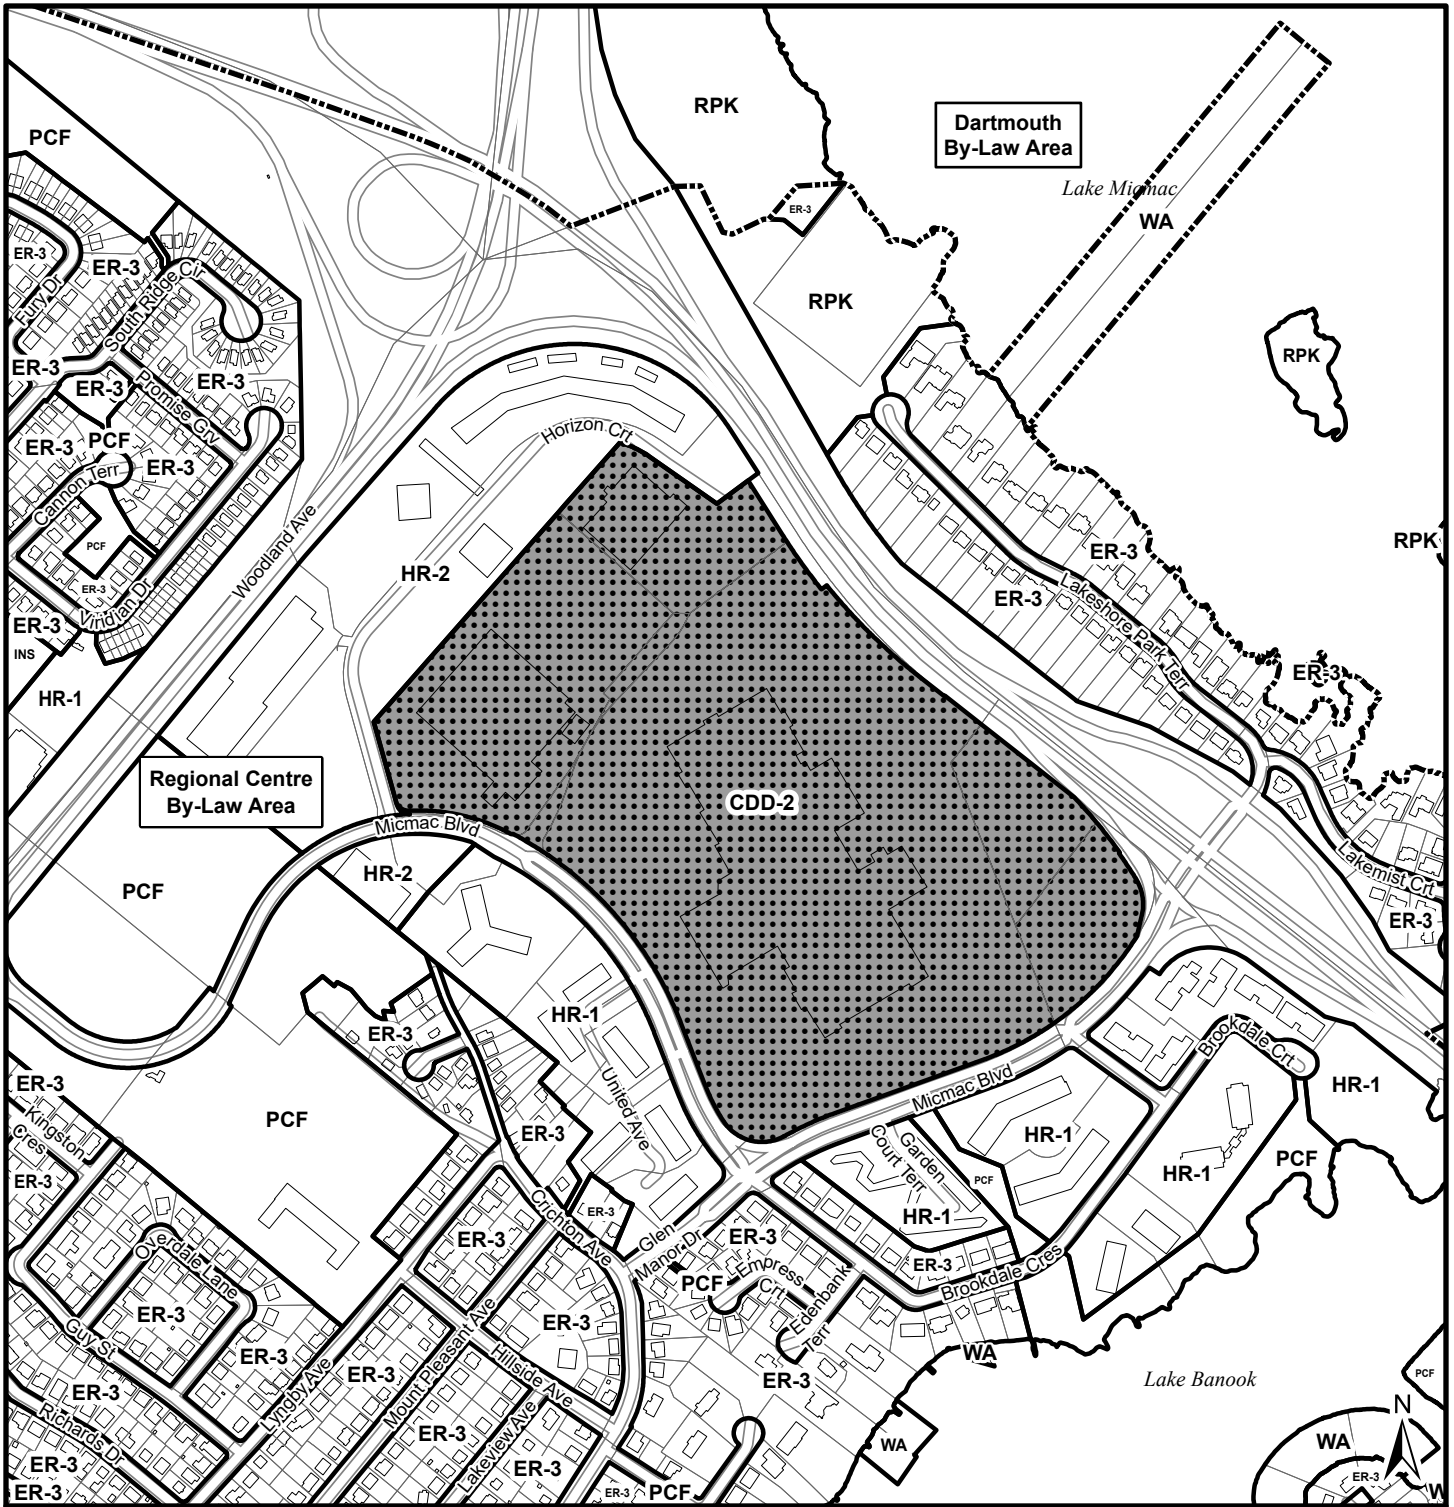 RPK
Dartmouth
By-Law Area
PCF
Lake Micmac
WA
ER-3
ER-3
ER-3
South Ridge Cir
Fury Dr
RPK
RPK
ER-3
ER-3
ER-3
Promise Grv
Horizon Crt
ER-3
PCF
ER-3
Cannon Terr
Woodland Ave
PCF
RPK
ER-3
HR-2
ER-3
ER-3
Viridian Dr
ER-3
INS
Lakeshore Park Terr
ER-3
HR-1
Regional Centre
By-Law Area
CDD-2
Micmac Blvd
HR-2
PCF
Lakemist Crt
ER-3
HR-1
ER-3
Brookdale Crt
ER-3
Kingston
Cres
PCF
United Ave
Micmac Blvd
HR-1
HR-1
ER-3
Garden
Court Terr
HR-1
PCF
ER-3
PCF
HR-1
Crichton Ave
ER-3
ER-3
Glen
Manor Dr
ER-3
ER-3
Brookdale Cres
Overdale Lane
PCF
Empress
Crt
Edenbank
Terr
ER-3
ER-3
Guy St
ER-3
Mount Pleasant Ave
Hillside Ave
WA
Lake Banook
ER-3
ER-3
Lyngby Ave
ER-3
PCF
Richards Dr
ER-3
Lakeview Ave
N
WA
WA
ER-3
ER-3
ER-3
ER-3
PCF
ER-3